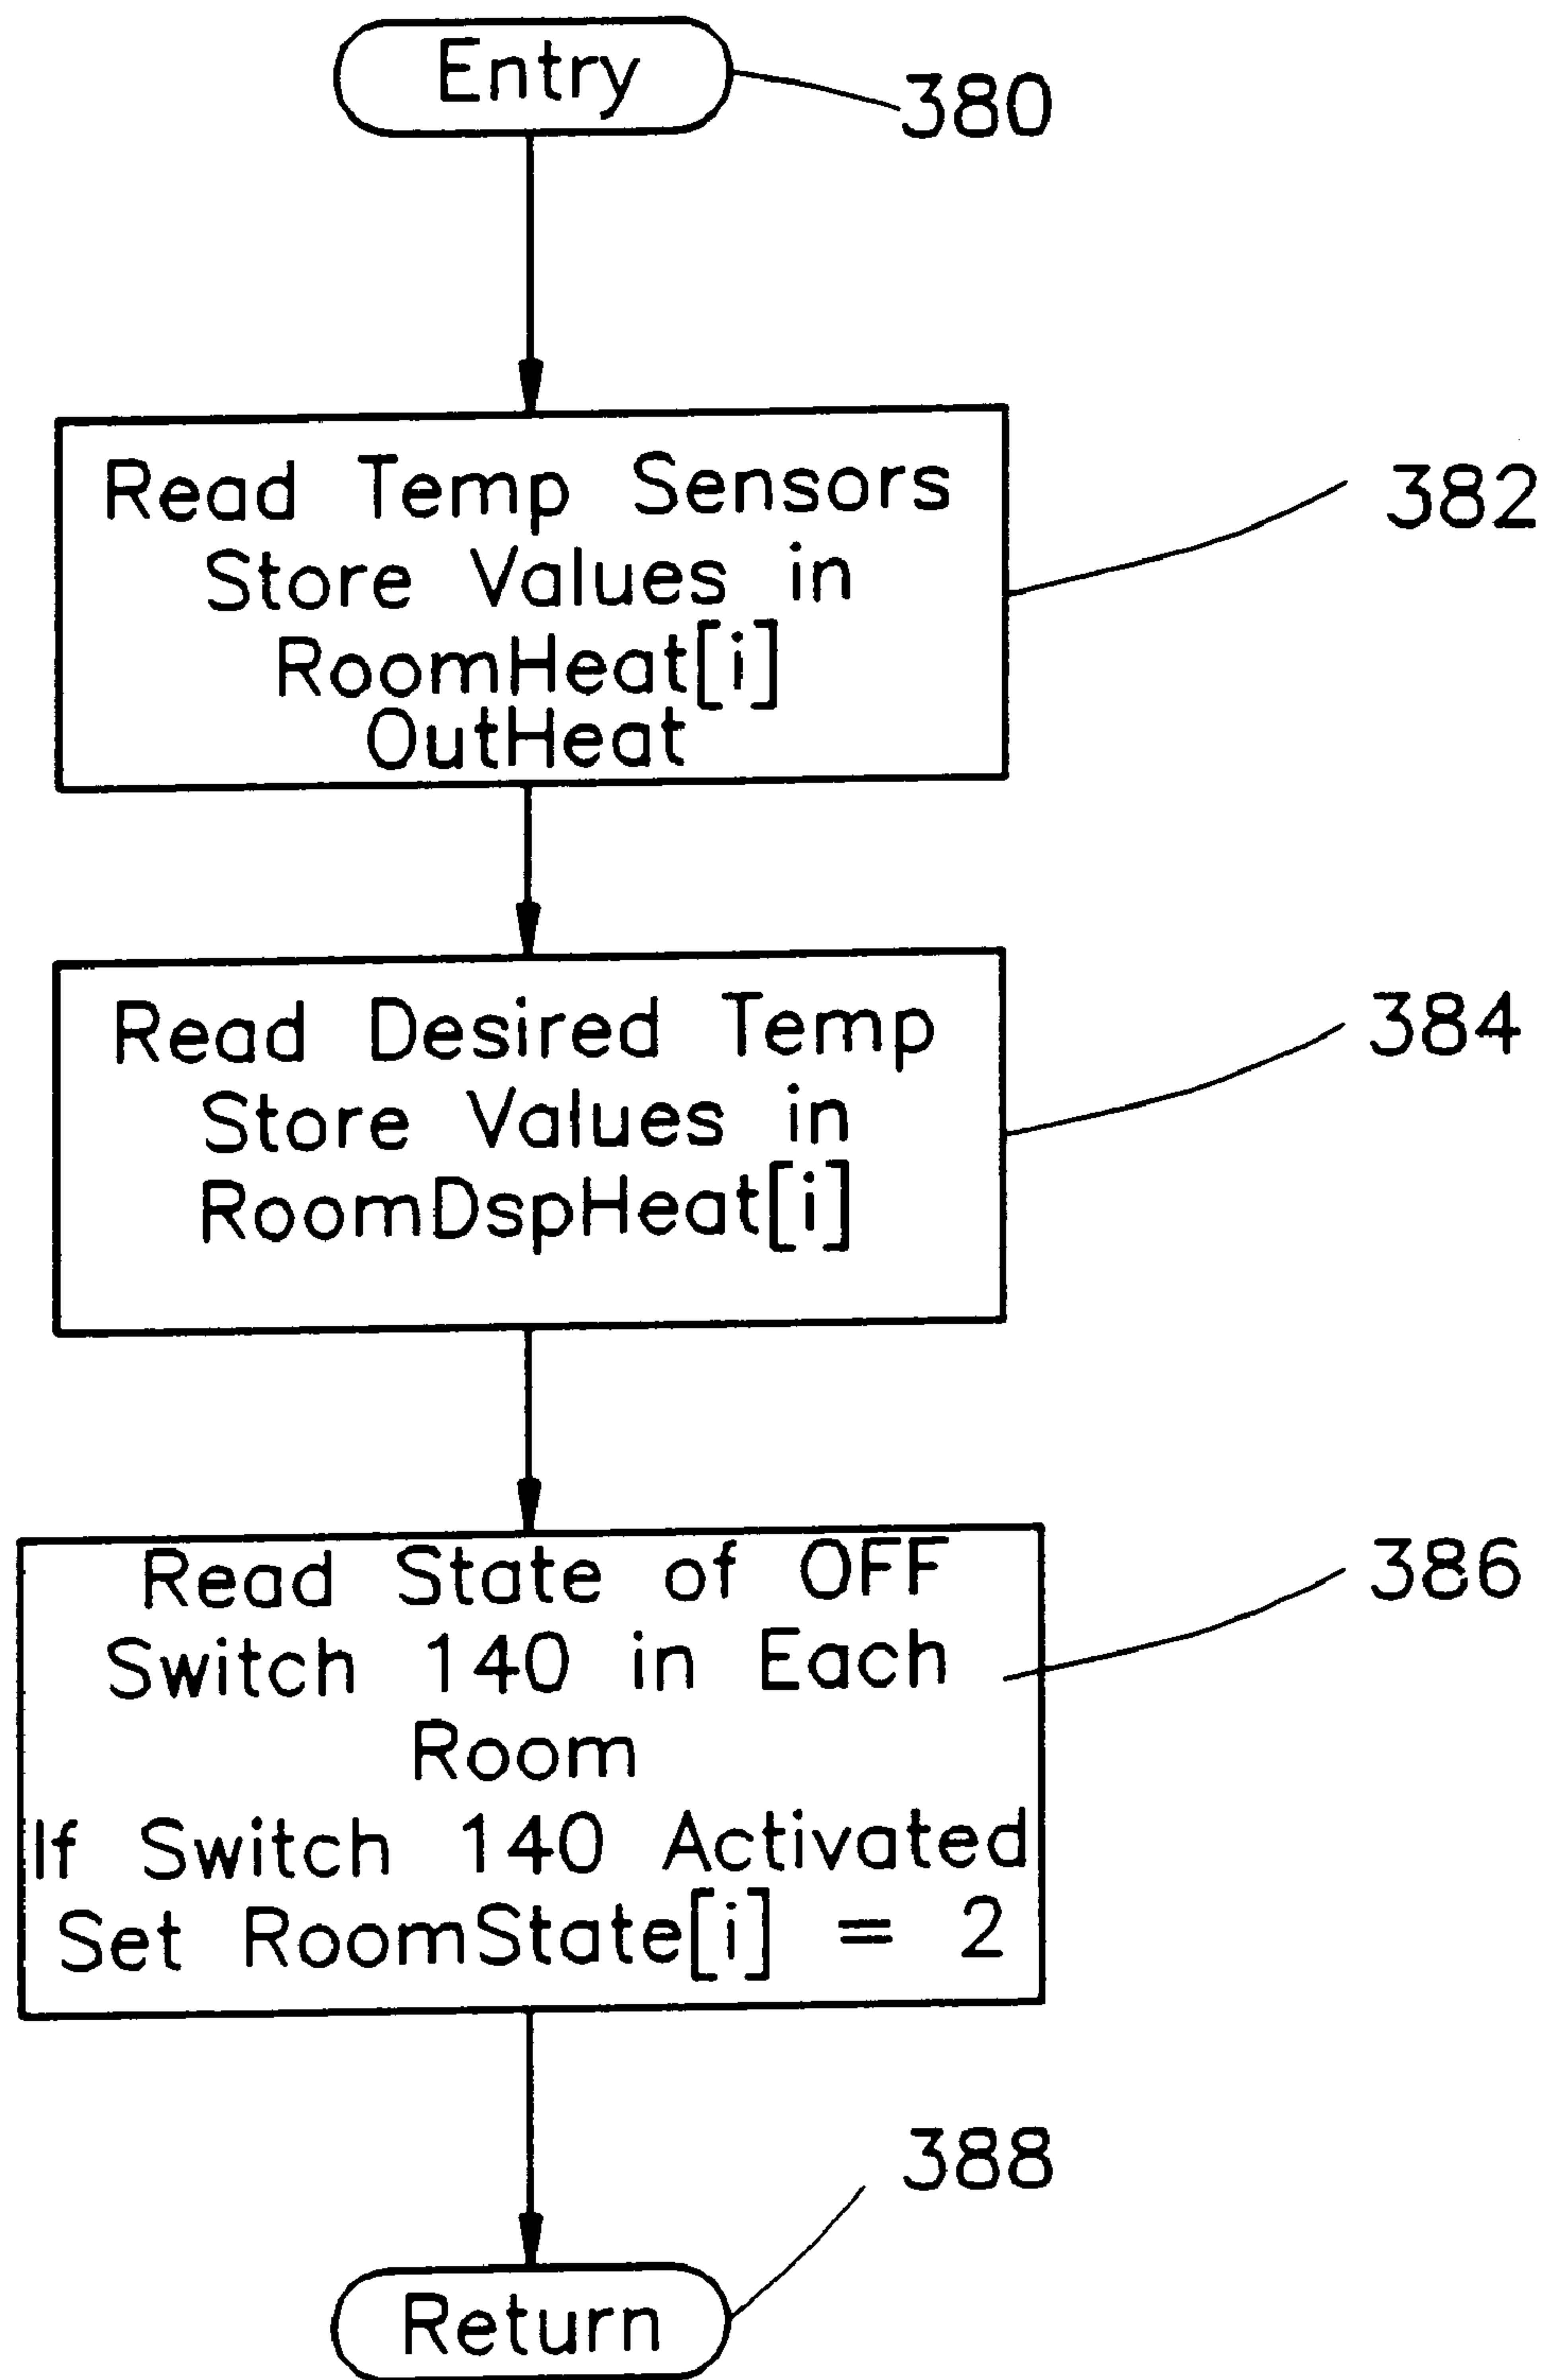 Entry
380
Read Temp Sensors
382
Store Values in
RoomHeat[i]
OutHeat
Read Desired Temp
384
Store Values in
RoomDspHeat[i]
Read State of OFF
386
Switch 140 in Each
Room
If Switch 140 Activated
Set RoomState[i] = 2
388
Return